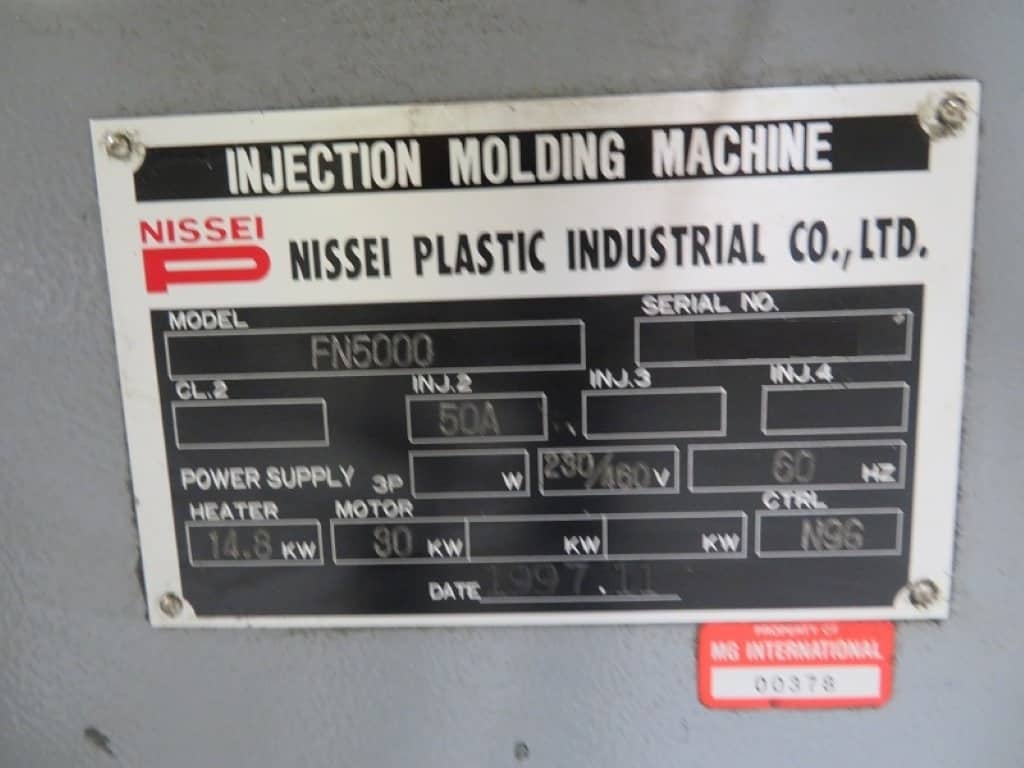 INJECTION MOLDING MACHINE
NISSEI
P
NISSEI PLASTIC INDUSTRIAL CO., LTD.
MODEL
FN5000
SERIAL NO.
CL.2
INJ.2
50A
INJ.3
INJ.4
POWER SUPPLY 3P W 230/460 V 60 HZ
HEATER MOTOR CTRL
14.8 KW 30 KW KW KW N96
DATE 1997.11
PROPERTY OF
MG INTERNATIONAL
00378